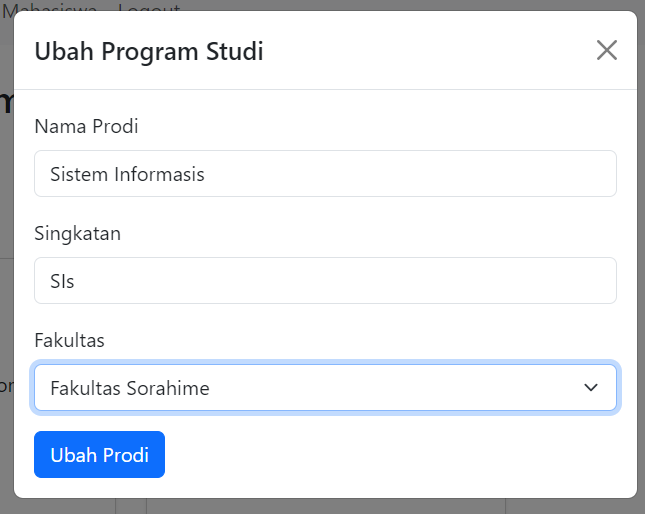 Mahasiswa Logout
Ubah Program Studi
Nama Prodi
Sistem Informasis
Singkatan
SIs
Fakultas
Fakultas Sorahime
Ubah Prodi